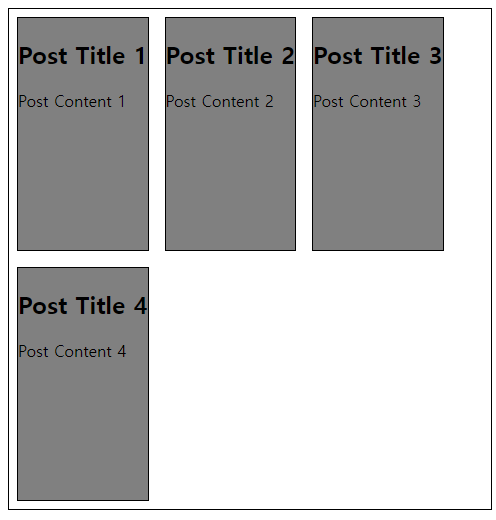 Post Title 1
Post Content 1
Post Title 2
Post Content 2
Post Title 3
Post Content 3
Post Title 4
Post Content 4